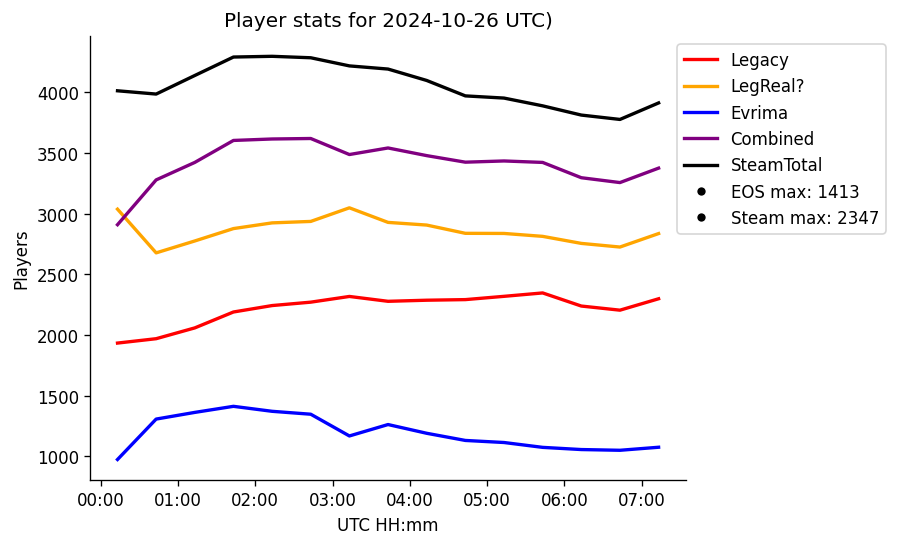 Player stats for 2024-10-26 UTC)
Legacy
LegReal?
Evrima
Combined
SteamTotal
EOS max: 1413
Steam max: 2347
Players
4000
3500
3000
2500
2000
1500
1000
00:00 01:00 02:00 03:00 04:00 05:00 06:00 07:00
UTC HH:mm